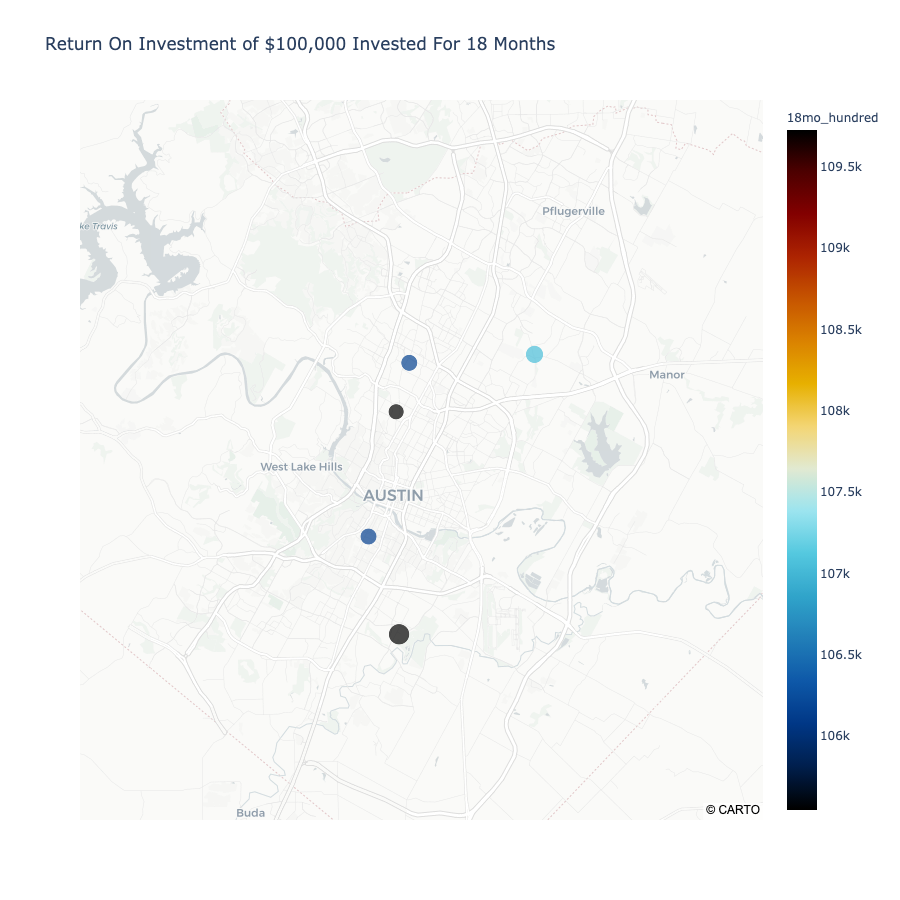 Return On Investment of $100,000 Invested For 18 Months
18mo_hundred
109.5k
109k
108.5k
108k
107.5k
107k
106.5k
106k
Pflugerville
ke Travis
Manor
West Lake Hills
AUSTIN
Buda
© CARTO